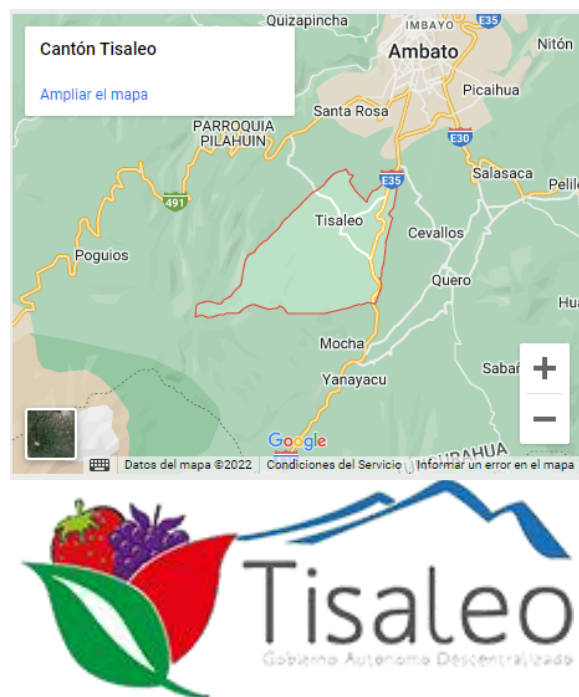 Quizapincha
IMBAYO
E35
Cantón Tisaleo
Ambato
Nitón
Ampliar el mapa
Picaihua
Santa Rosa
PARROQUIA
PILAHUIN
E30
Salasaca
E35
Pelile
491
Tisaleo
Cevallos
Poguios
Quero
Hua
Mocha
Sabañ
Yanayacu
Google
UNGURAHUA
Datos del mapa ©2022
Condiciones del Servicio
Informar un error en el mapa
Tisaleo
Gobierno Autonomo Descentralizado